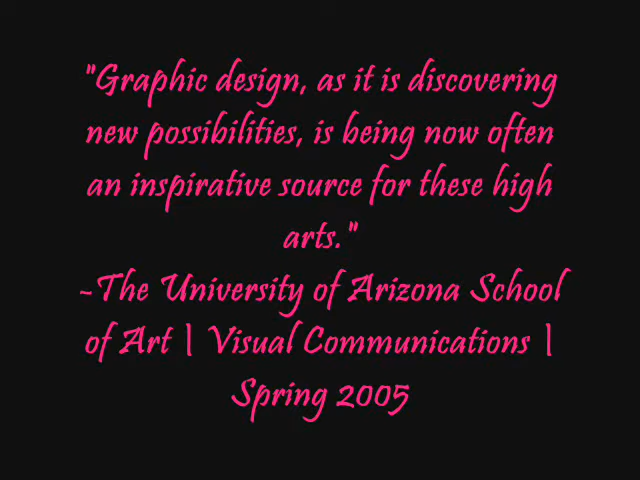 "Graphic design, as it is discovering
new possibilities, is being now often
an inspirative source for these high
arts."
~The University of Arizona School
of Art | Visual Communications |
Spring 2005